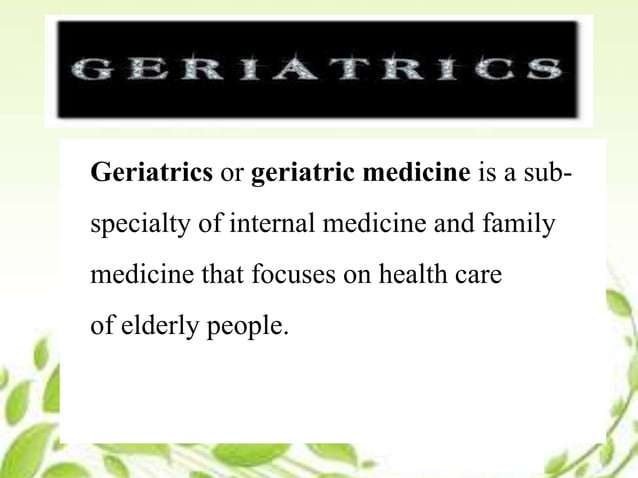 GERIATRICS
Geriatrics or geriatric medicine is a sub-
specialty of internal medicine and family
medicine that focuses on health care
of elderly people.